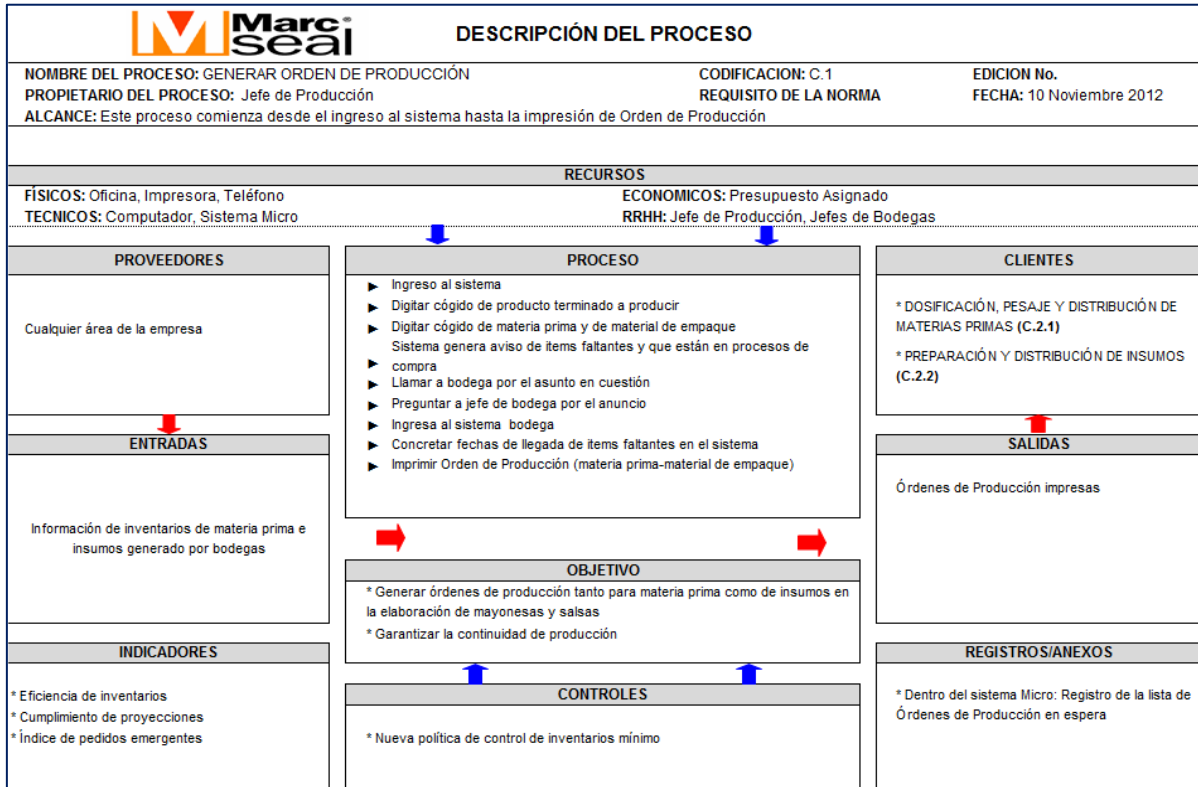 Marc
seal
DESCRIPCIÓN DEL PROCESO
NOMBRE DEL PROCESO: GENERAR ORDEN DE PRODUCCIÓN
CODIFICACION: C.1
EDICION No.
PROPIETARIO DEL PROCESO: Jefe de Producción
REQUISITO DE LA NORMA
FECHA: 10 Noviembre 2012
ALCANCE: Este proceso comienza desde el ingreso al sistema hasta la impresión de Orden de Producción
RECURSOS
FÍSICOS: Oficina, Impresora, Teléfono
ECONOMICOS: Presupuesto Asignado
TECNICOS: Computador, Sistema Micro
RRHH: Jefe de Producción, Jefes de Bodegas
PROVEEDORES
Cualquier área de la empresa
ENTRADAS
Información de inventarios de materia prima e
insumos generado por bodegas
INDICADORES
* Eficiencia de inventarios
* Cumplimiento de proyecciones
* Índice de pedidos emergentes
PROCESO
► Ingreso al sistema
► Digitar cógido de producto terminado a producir
► Digitar cógido de materia prima y de material de empaque
Sistema genera aviso de items faltantes y que están en procesos de
► compra
► Llamar a bodega por el asunto en cuestión
► Preguntar a jefe de bodega por el anuncio
► Ingresa al sistema bodega
► Concretar fechas de llegada de items faltantes en el sistema
► Imprimir Orden de Producción (materia prima-material de empaque)
OBJETIVO
* Generar órdenes de producción tanto para materia prima como de insumos en
la elaboración de mayonesas y salsas
* Garantizar la continuidad de producción
CONTROLES
* Nueva política de control de inventarios mínimo
CLIENTES
* DOSIFICACIÓN, PESAJE Y DISTRIBUCIÓN DE
MATERIAS PRIMAS (C.2.1)
* PREPARACIÓN Y DISTRIBUCIÓN DE INSUMOS
(C.2.2)
SALIDAS
Órdenes de Producción impresas
REGISTROS/ANEXOS
* Dentro del sistema Micro: Registro de la lista de
Órdenes de Producción en espera